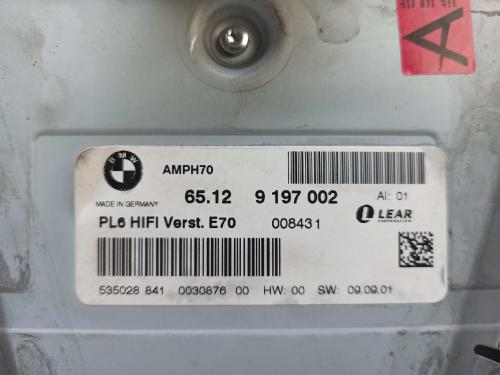 A
BMW
AMPH70
MADE IN GERMANY
65.12 9 197 002
AI: 01
PL6 HIFI Verst. E70 008431
LEAR
CORPORATION
535028 841 0030876 00 HW: 00 SW: 09.09.01